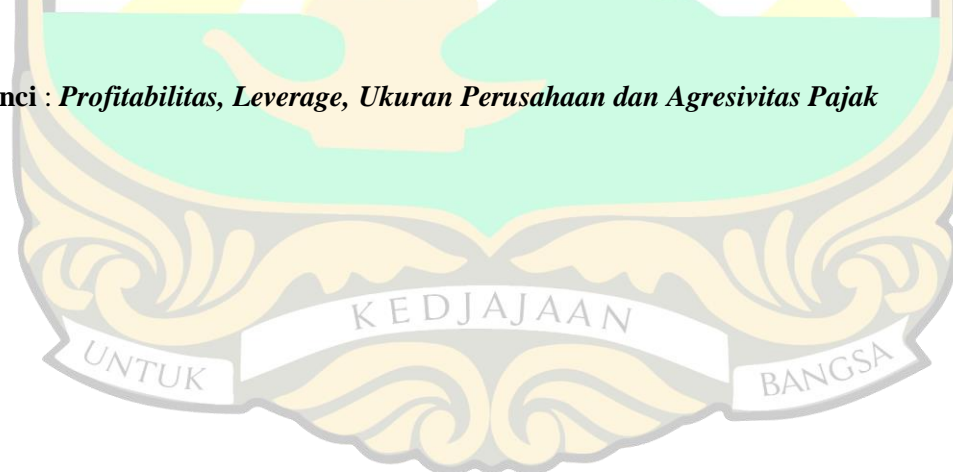 nci : Profitabilitas, Leverage, Ukuran Perusahaan dan Agresivitas Pajak
UNTUK KEDJAJAAN BANGSA